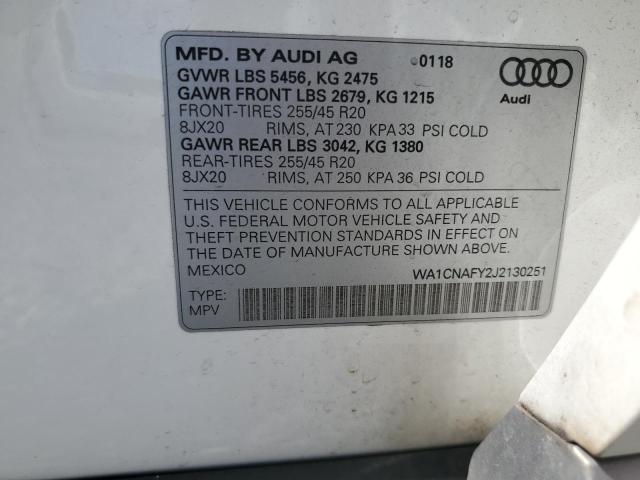 MFD. BY AUDI AG 0118
GVWR LBS 5456, KG 2475
GAWR FRONT LBS 2679, KG 1215
FRONT-TIRES 255/45 R20
8JX20 RIMS, AT 230 KPA 33 PSI COLD
GAWR REAR LBS 3042, KG 1380
REAR-TIRES 255/45 R20
8JX20 RIMS, AT 250 KPA 36 PSI COLD
Audi
THIS VEHICLE CONFORMS TO ALL APPLICABLE
U.S. FEDERAL MOTOR VEHICLE SAFETY AND
THEFT PREVENTION STANDARDS IN EFFECT ON
THE DATE OF MANUFACTURE SHOWN ABOVE.
MEXICO WA1CNAFY2J2130251
TYPE:
MPV